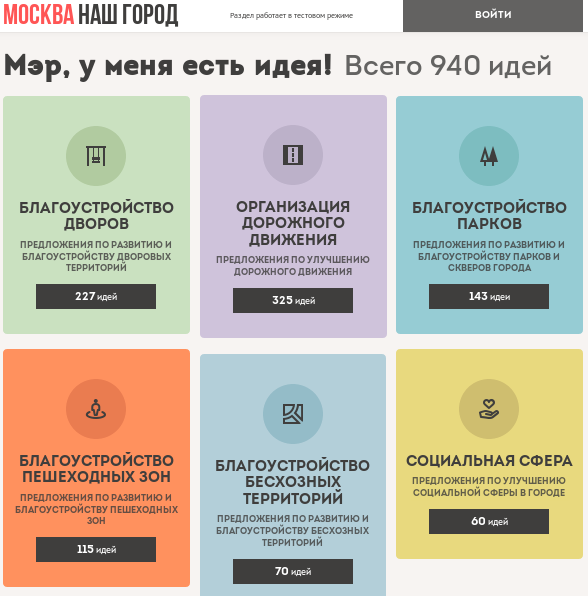 МОСКВА НАШ ГОРОД
Раздел работает в тестовом режиме
ВОЙТИ
Мэр, у меня есть идея! Всего 940 идей
БЛАГОУСТРОЙСТВО
ДВОРОВ
ПРЕДЛОЖЕНИЯ ПО РАЗВИТИЮ И
БЛАГОУСТРОЙСТВУ ДВОРОВЫХ
ТЕРРИТОРИЙ
227 идей
ОРГАНИЗАЦИЯ
ДОРОЖНОГО
ДВИЖЕНИЯ
ПРЕДЛОЖЕНИЯ ПО УЛУЧШЕНИЮ
ДОРОЖНОГО ДВИЖЕНИЯ
325 идей
БЛАГОУСТРОЙСТВО
ПАРКОВ
ПРЕДЛОЖЕНИЯ ПО РАЗВИТИЮ И
БЛАГОУСТРОЙСТВУ ПАРКОВ И
СКВЕРОВ ГОРОДА
143 идеи
БЛАГОУСТРОЙСТВО
ПЕШЕХОДНЫХ ЗОН
ПРЕДЛОЖЕНИЯ ПО РАЗВИТИЮ И
БЛАГОУСТРОЙСТВУ ПЕШЕХОДНЫХ
ЗОН
115 идей
БЛАГОУСТРОЙСТВО
БЕСХОЗНЫХ
ТЕРРИТОРИЙ
ПРЕДЛОЖЕНИЯ ПО РАЗВИТИЮ И
БЛАГОУСТРОЙСТВУ БЕСХОЗНЫХ
ТЕРРИТОРИЙ
70 идей
СОЦИАЛЬНАЯ СФЕРА
ПРЕДЛОЖЕНИЯ ПО УЛУЧШЕНИЮ
СОЦИАЛЬНОЙ СФЕРЫ В ГОРОДЕ
60 идей